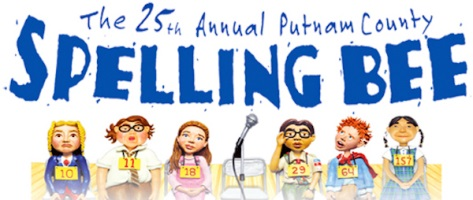 The 25th Annual Putnam County
SPELLING BEE
10 11 18 29 64 157